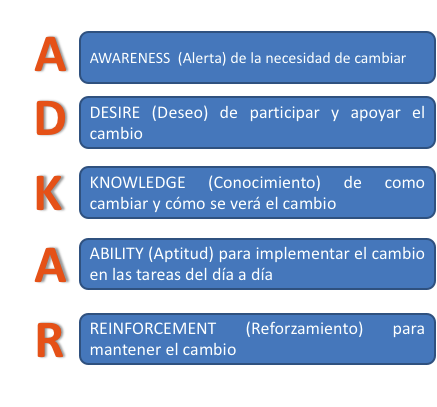 A
AWARENESS (Alerta) de la necesidad de cambiar
D
DESIRE (Deseo) de participar y apoyar el
cambio
K
KNOWLEDGE (Conocimiento) de como
cambiar y cómo se verá el cambio
A
ABILITY (Aptitud) para implementar el cambio
en las tareas del día a día
R
REINFORCEMENT (Reforzamiento) para
mantener el cambio